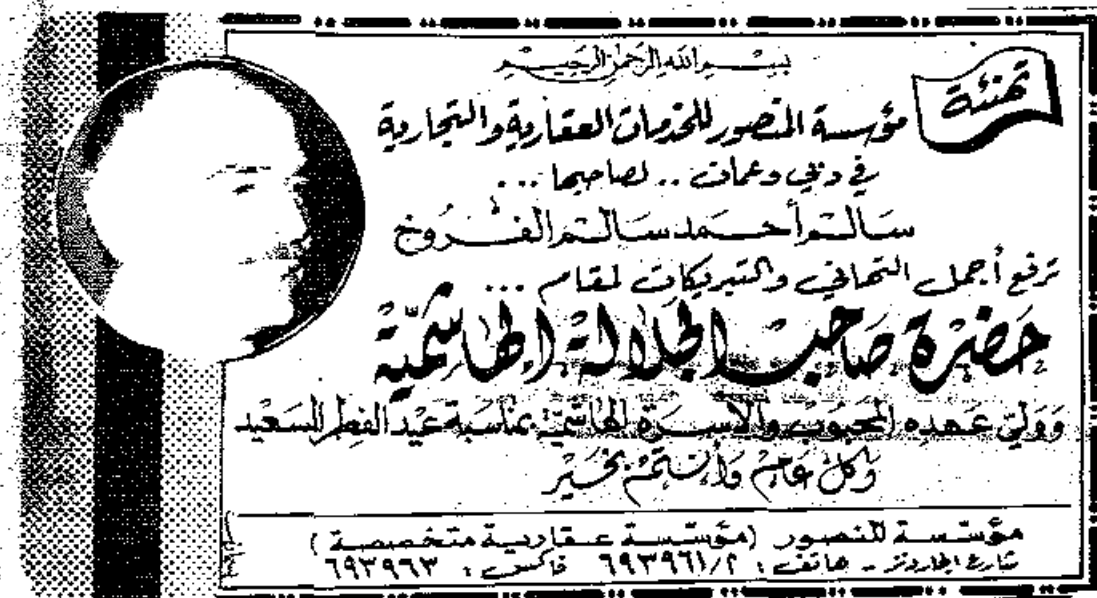 بسم الله الرحمن الرحيم
تهنئة
مؤسسة المنصور للخدمات العقارية والتجارية
في دبي وعمان .. لصاحبها ...
سالم أحمد سالم الفروخ
ترفع أجمل التهاني والتبريكات لمقام ...
حضرة صاحب الجلالة الهاشمية
وولي عهده المحبوب والأسرة الهاشمية بمناسبة عيد الفطر السعيد
وكل عام وأنتم بخير
مؤسسة المنصور (مؤسسة عقارية متخصصة)
شارع الجاردنز - هاتف : ٦٩٣٩٦١/٢ فاكس : ٦٩٣٩٦٣